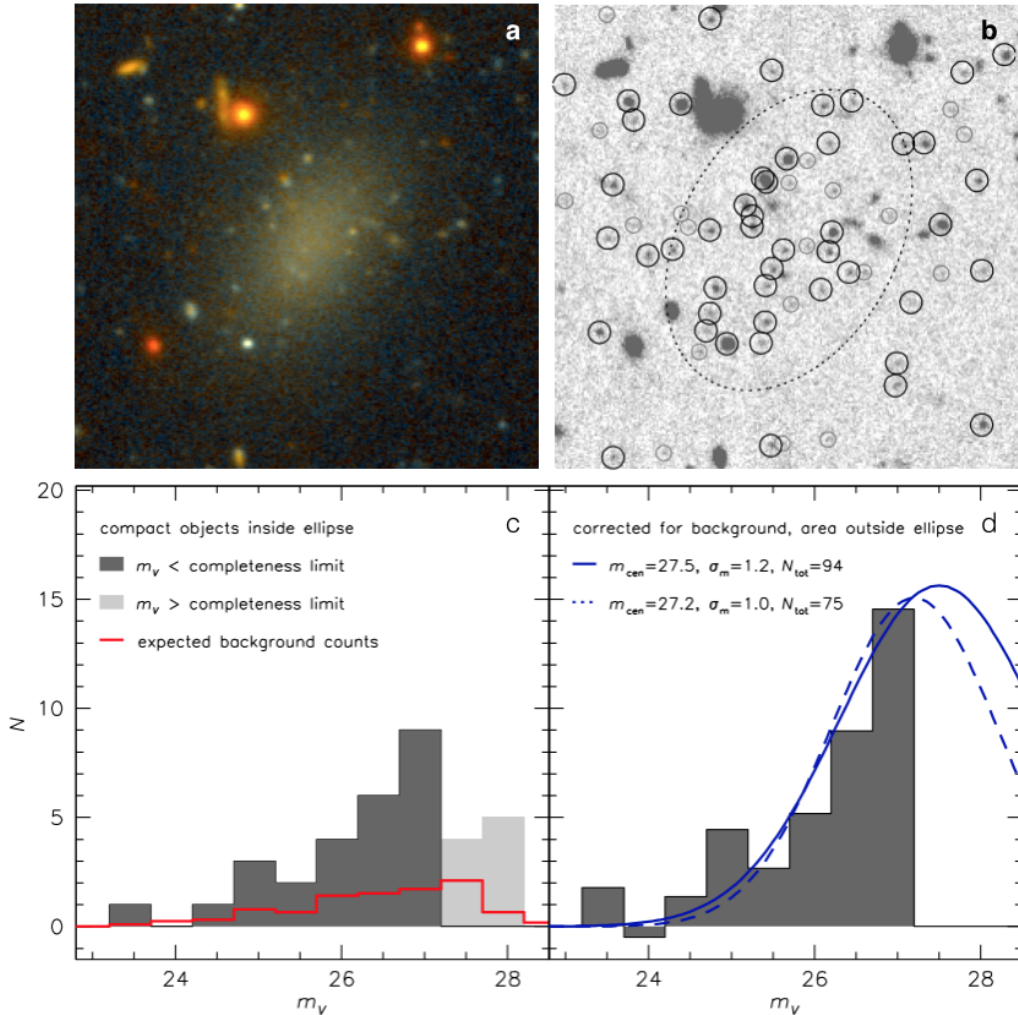 a
b
20
15
10
5
0
N
compact objects inside ellipse
c
m_v < completeness limit
m_v > completeness limit
expected background counts
24
26
28
m_v
corrected for background, area outside ellipse
d
m_cen=27.5, σ_m=1.2, N_tot=94
m_cen=27.2, σ_m=1.0, N_tot=75
24
26
28
m_v